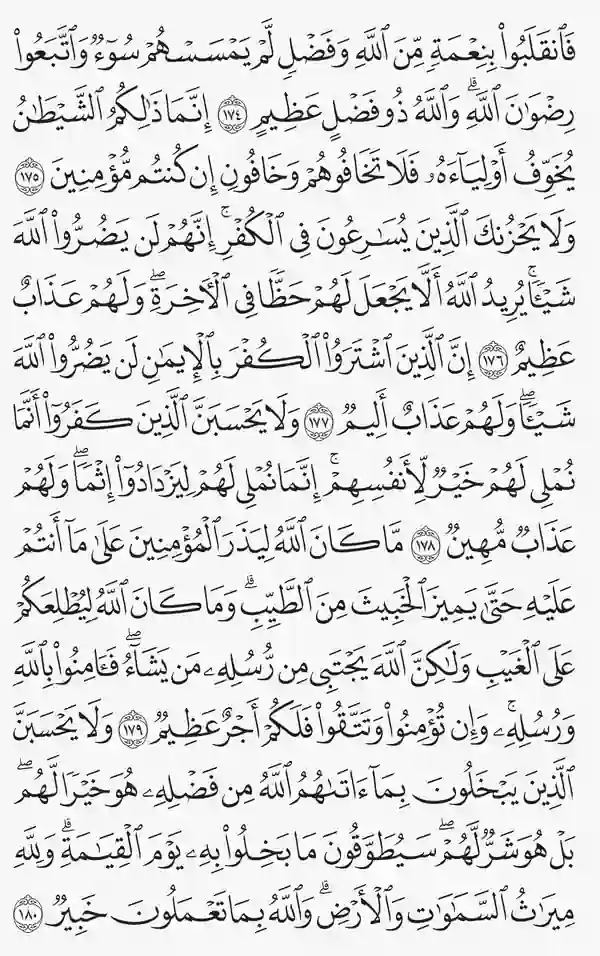 فَٱنقَلَبُوا۟ بِنِعْمَةٍ مِّنَ ٱللَّهِ وَفَضْلٍ لَّمْ يَمْسَسْهُمْ سُوٓءٌ وَٱتَّبَعُوا۟
رِضْوَٰنَ ٱللَّهِ ۗ وَٱللَّهُ ذُو فَضْلٍ عَظِيمٍ ١٧٤ إِنَّمَا ذَٰلِكُمُ ٱلشَّيْطَٰنُ
يُخَوِّفُ أَوْلِيَآءَهُۥ فَلَا تَخَافُوهُمْ وَخَافُونِ إِن كُنتُم مُّؤْمِنِينَ ١٧٥
وَلَا يَحْزُنكَ ٱلَّذِينَ يُسَٰرِعُونَ فِى ٱلْكُفْرِ ۚ إِنَّهُمْ لَن يَضُرُّوا۟ ٱللَّهَ
شَيْـًٔا ۗ يُرِيدُ ٱللَّهُ أَلَّا يَجْعَلَ لَهُمْ حَظًّا فِى ٱلْـَٔاخِرَةِ ۖ وَلَهُمْ عَذَابٌ
عَظِيمٌ ١٧٦ إِنَّ ٱلَّذِينَ ٱشْتَرَوُا۟ ٱلْكُفْرَ بِٱلْإِيمَٰنِ لَن يَضُرُّوا۟ ٱللَّهَ
شَيْـًٔا ۖ وَلَهُمْ عَذَابٌ أَلِيمٌ ١٧٧ وَلَا يَحْسَبَنَّ ٱلَّذِينَ كَفَرُوٓا۟ أَنَّمَا
نُمْلِى لَهُمْ خَيْرٌ لِّأَنفُسِهِمْ ۚ إِنَّمَا نُمْلِى لَهُمْ لِيَزْدَادُوٓا۟ إِثْمًا ۖ وَلَهُمْ
عَذَابٌ مُّهِينٌ ١٧٨ مَّا كَانَ ٱللَّهُ لِيَذَرَ ٱلْمُؤْمِنِينَ عَلَىٰ مَآ أَنتُمْ
عَلَيْهِ حَتَّىٰ يَمِيزَ ٱلْخَبِيثَ مِنَ ٱلطَّيِّبِ ۗ وَمَا كَانَ ٱللَّهُ لِيُطْلِعَكُمْ
عَلَى ٱلْغَيْبِ وَلَٰكِنَّ ٱللَّهَ يَجْتَبِى مِن رُّسُلِهِۦ مَن يَشَآءُ ۖ فَـَٔامِنُوا۟ بِٱللَّهِ
وَرُسُلِهِۦ ۚ وَإِن تُؤْمِنُوا۟ وَتَتَّقُوا۟ فَلَكُمْ أَجْرٌ عَظِيمٌ ١٧٩ وَلَا يَحْسَبَنَّ
ٱلَّذِينَ يَبْخَلُونَ بِمَآ ءَاتَىٰهُمُ ٱللَّهُ مِن فَضْلِهِۦ هُوَ خَيْرًا لَّهُم ۖ
بَلْ هُوَ شَرٌّ لَّهُمْ ۖ سَيُطَوَّقُونَ مَا بَخِلُوا۟ بِهِۦ يَوْمَ ٱلْقِيَٰمَةِ ۗ وَلِلَّهِ
مِيرَٰثُ ٱلسَّمَٰوَٰتِ وَٱلْأَرْضِ ۗ وَٱللَّهُ بِمَا تَعْمَلُونَ خَبِيرٌ ١٨٠